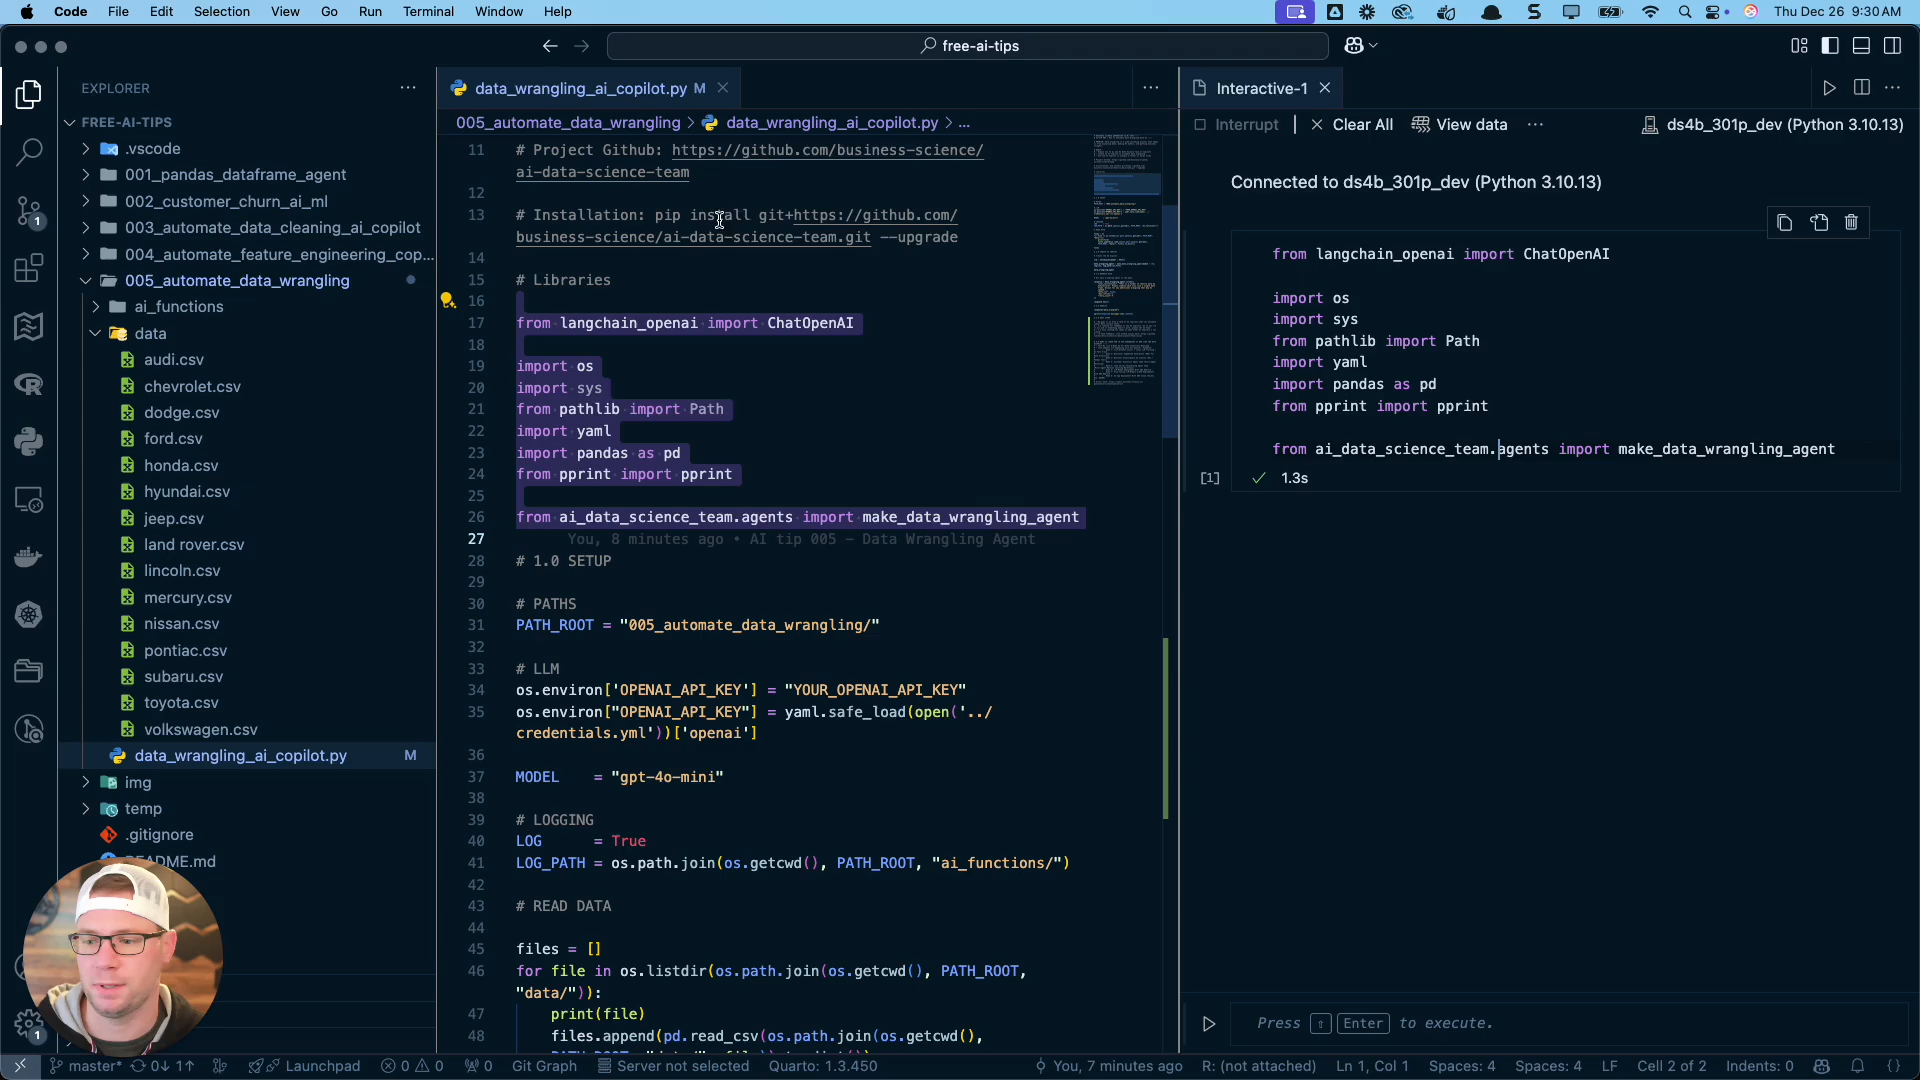 Code File Edit Selection View Go Run Terminal Window Help Thu Dec 26 9:30 AM
free-ai-tips
EXPLORER
FREE-AI-TIPS
.vscode
001_pandas_dataframe_agent
002_customer_churn_ai_ml
003_automate_data_cleaning_ai_copilot
004_automate_feature_engineering_cop...
005_automate_data_wrangling
ai_functions
data
audi.csv
chevrolet.csv
dodge.csv
ford.csv
honda.csv
hyundai.csv
jeep.csv
land rover.csv
lincoln.csv
mercury.csv
nissan.csv
pontiac.csv
subaru.csv
toyota.csv
volkswagen.csv
data_wrangling_ai_copilot.py M
img
temp
.gitignore
README.md
1
1
data_wrangling_ai_copilot.py M
005_automate_data_wrangling > data_wrangling_ai_copilot.py > ...
11 # Project Github: https://github.com/business-science/
ai-data-science-team
12
13 # Installation: pip install git+https://github.com/
business-science/ai-data-science-team.git --upgrade
14
15 # Libraries
16
17 from langchain_openai import ChatOpenAI
18
19 import os
20 import sys
21 from pathlib import Path
22 import yaml
23 import pandas as pd
24 from pprint import pprint
25
26 from ai_data_science_team.agents import make_data_wrangling_agent
27 You, 8 minutes ago • AI tip 005 – Data Wrangling Agent
28 # 1.0 SETUP
29
30 # PATHS
31 PATH_ROOT = "005_automate_data_wrangling/"
32
33 # LLM
34 os.environ['OPENAI_API_KEY'] = "YOUR_OPENAI_API_KEY"
35 os.environ["OPENAI_API_KEY"] = yaml.safe_load(open('../
credentials.yml'))['openai']
36
37 MODEL = "gpt-4o-mini"
38
39 # LOGGING
40 LOG = True
41 LOG_PATH = os.path.join(os.getcwd(), PATH_ROOT, "ai_functions/")
42
43 # READ DATA
44
45 files = []
46 for file in os.listdir(os.path.join(os.getcwd(), PATH_ROOT,
"data/")):
47 print(file)
48 files.append(pd.read_csv(os.path.join(os.getcwd(),
Interactive-1
Interrupt | Clear All View data ... ds4b_301p_dev (Python 3.10.13)
Connected to ds4b_301p_dev (Python 3.10.13)
from langchain_openai import ChatOpenAI
import os
import sys
from pathlib import Path
import yaml
import pandas as pd
from pprint import pprint
from ai_data_science_team.agents import make_data_wrangling_agent
[1] 1.3s
Press ⇧ Enter to execute.
master* 0↓ 1↑ Launchpad 0 0 0 Git Graph Server not selected Quarto: 1.3.450 You, 7 minutes ago R: (not attached) Ln 1, Col 1 Spaces: 4 Spaces: 4 LF Cell 2 of 2 Indents: 0